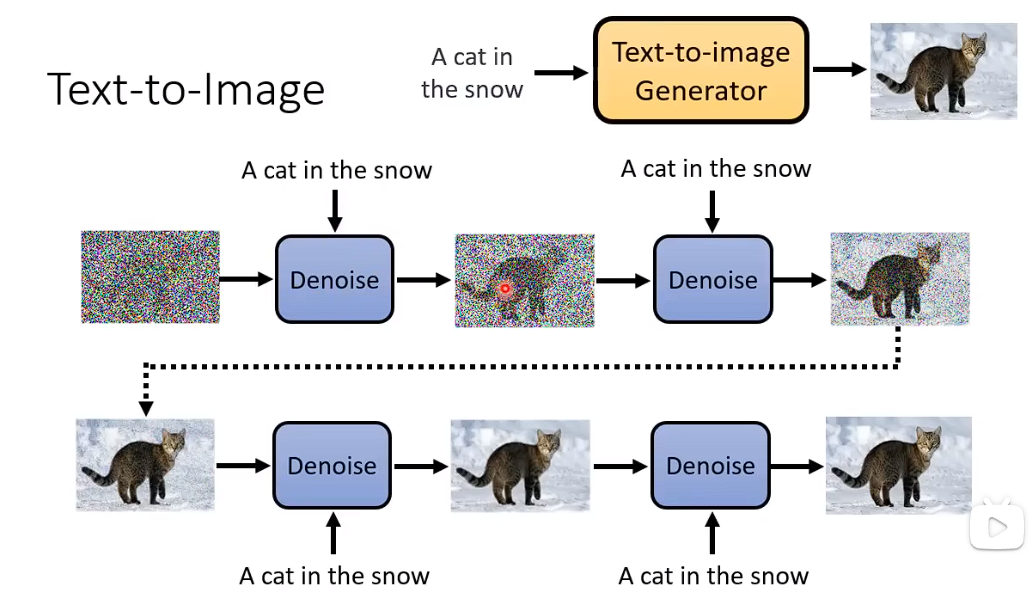 Text-to-Image
A cat in
the snow
Text-to-image
Generator
A cat in the snow
A cat in the snow
Denoise
Denoise
Denoise
Denoise
A cat in the snow
A cat in the snow